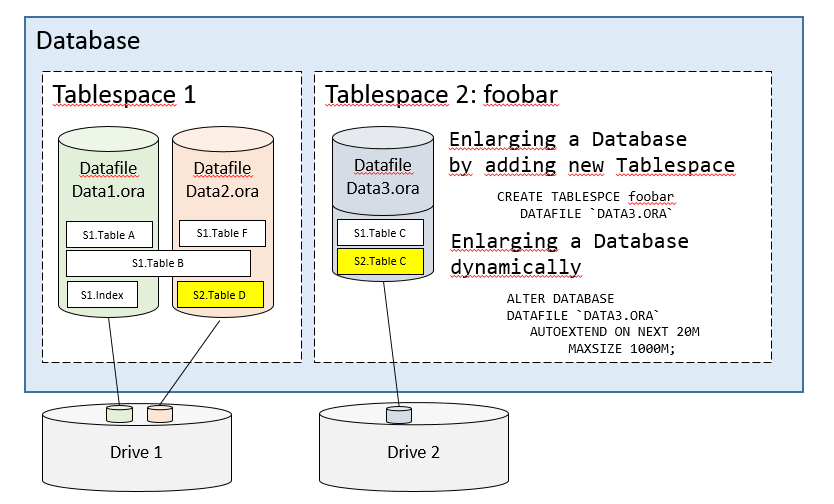 Database
Tablespace 1
Datafile
Data1.ora
Datafile
Data2.ora
S1.Table A
S1.Table F
S1.Table B
S1.Index
S2.Table D
Tablespace 2: foobar
Datafile
Data3.ora
S1.Table C
S2.Table C
Enlarging a Database
by adding new Tablespace
CREATE TABLESPCE foobar
DATAFILE `DATA3.ORA`
Enlarging a Database
dynamically
ALTER DATABASE
DATAFILE `DATA3.ORA`
AUTOEXTEND ON NEXT 20M
MAXSIZE 1000M;
Drive 1
Drive 2